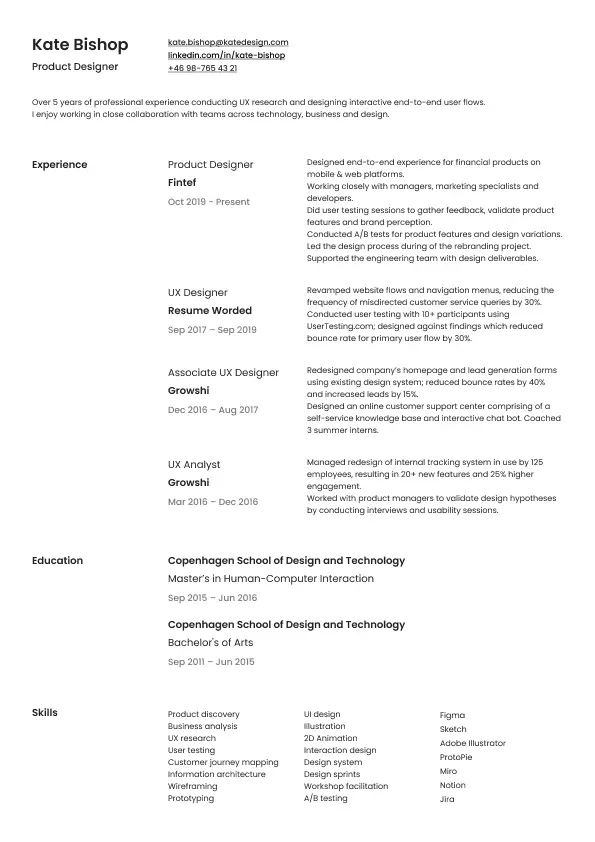 Kate Bishop
Product Designer
kate.bishop@katedesign.com
linkedin.com/in/kate-bishop
+46 98-765 43 21
Over 5 years of professional experience conducting UX research and designing interactive end-to-end user flows.
I enjoy working in close collaboration with teams across technology, business and design.
Experience
Product Designer
Fintef
Oct 2019 - Present
Designed end-to-end experience for financial products on
mobile & web platforms.
Working closely with managers, marketing specialists and
developers.
Did user testing sessions to gather feedback, validate product
features and brand perception.
Conducted A/B tests for product features and design variations.
Led the design process during of the rebranding project.
Supported the engineering team with design deliverables.
UX Designer
Resume Worded
Sep 2017 – Sep 2019
Revamped website flows and navigation menus, reducing the
frequency of misdirected customer service queries by 30%.
Conducted user testing with 10+ participants using
UserTesting.com; designed against findings which reduced
bounce rate for primary user flow by 30%.
Associate UX Designer
Growshi
Dec 2016 – Aug 2017
Redesigned company's homepage and lead generation forms
using existing design system; reduced bounce rates by 40%
and increased leads by 15%.
Designed an online customer support center comprising of a
self-service knowledge base and interactive chat bot. Coached
3 summer interns.
UX Analyst
Growshi
Mar 2016 – Dec 2016
Managed redesign of internal tracking system in use by 125
employees, resulting in 20+ new features and 25% higher
engagement.
Worked with product managers to validate design hypotheses
by conducting interviews and usability sessions.
Education
Copenhagen School of Design and Technology
Master's in Human-Computer Interaction
Sep 2015 – Jun 2016
Copenhagen School of Design and Technology
Bachelor's of Arts
Sep 2011 – Jun 2015
Skills
Product discovery
Business analysis
UX research
User testing
Customer journey mapping
Information architecture
Wireframing
Prototyping
UI design
Illustration
2D Animation
Interaction design
Design system
Design sprints
Workshop facilitation
A/B testing
Figma
Sketch
Adobe Illustrator
ProtoPie
Miro
Notion
Jira